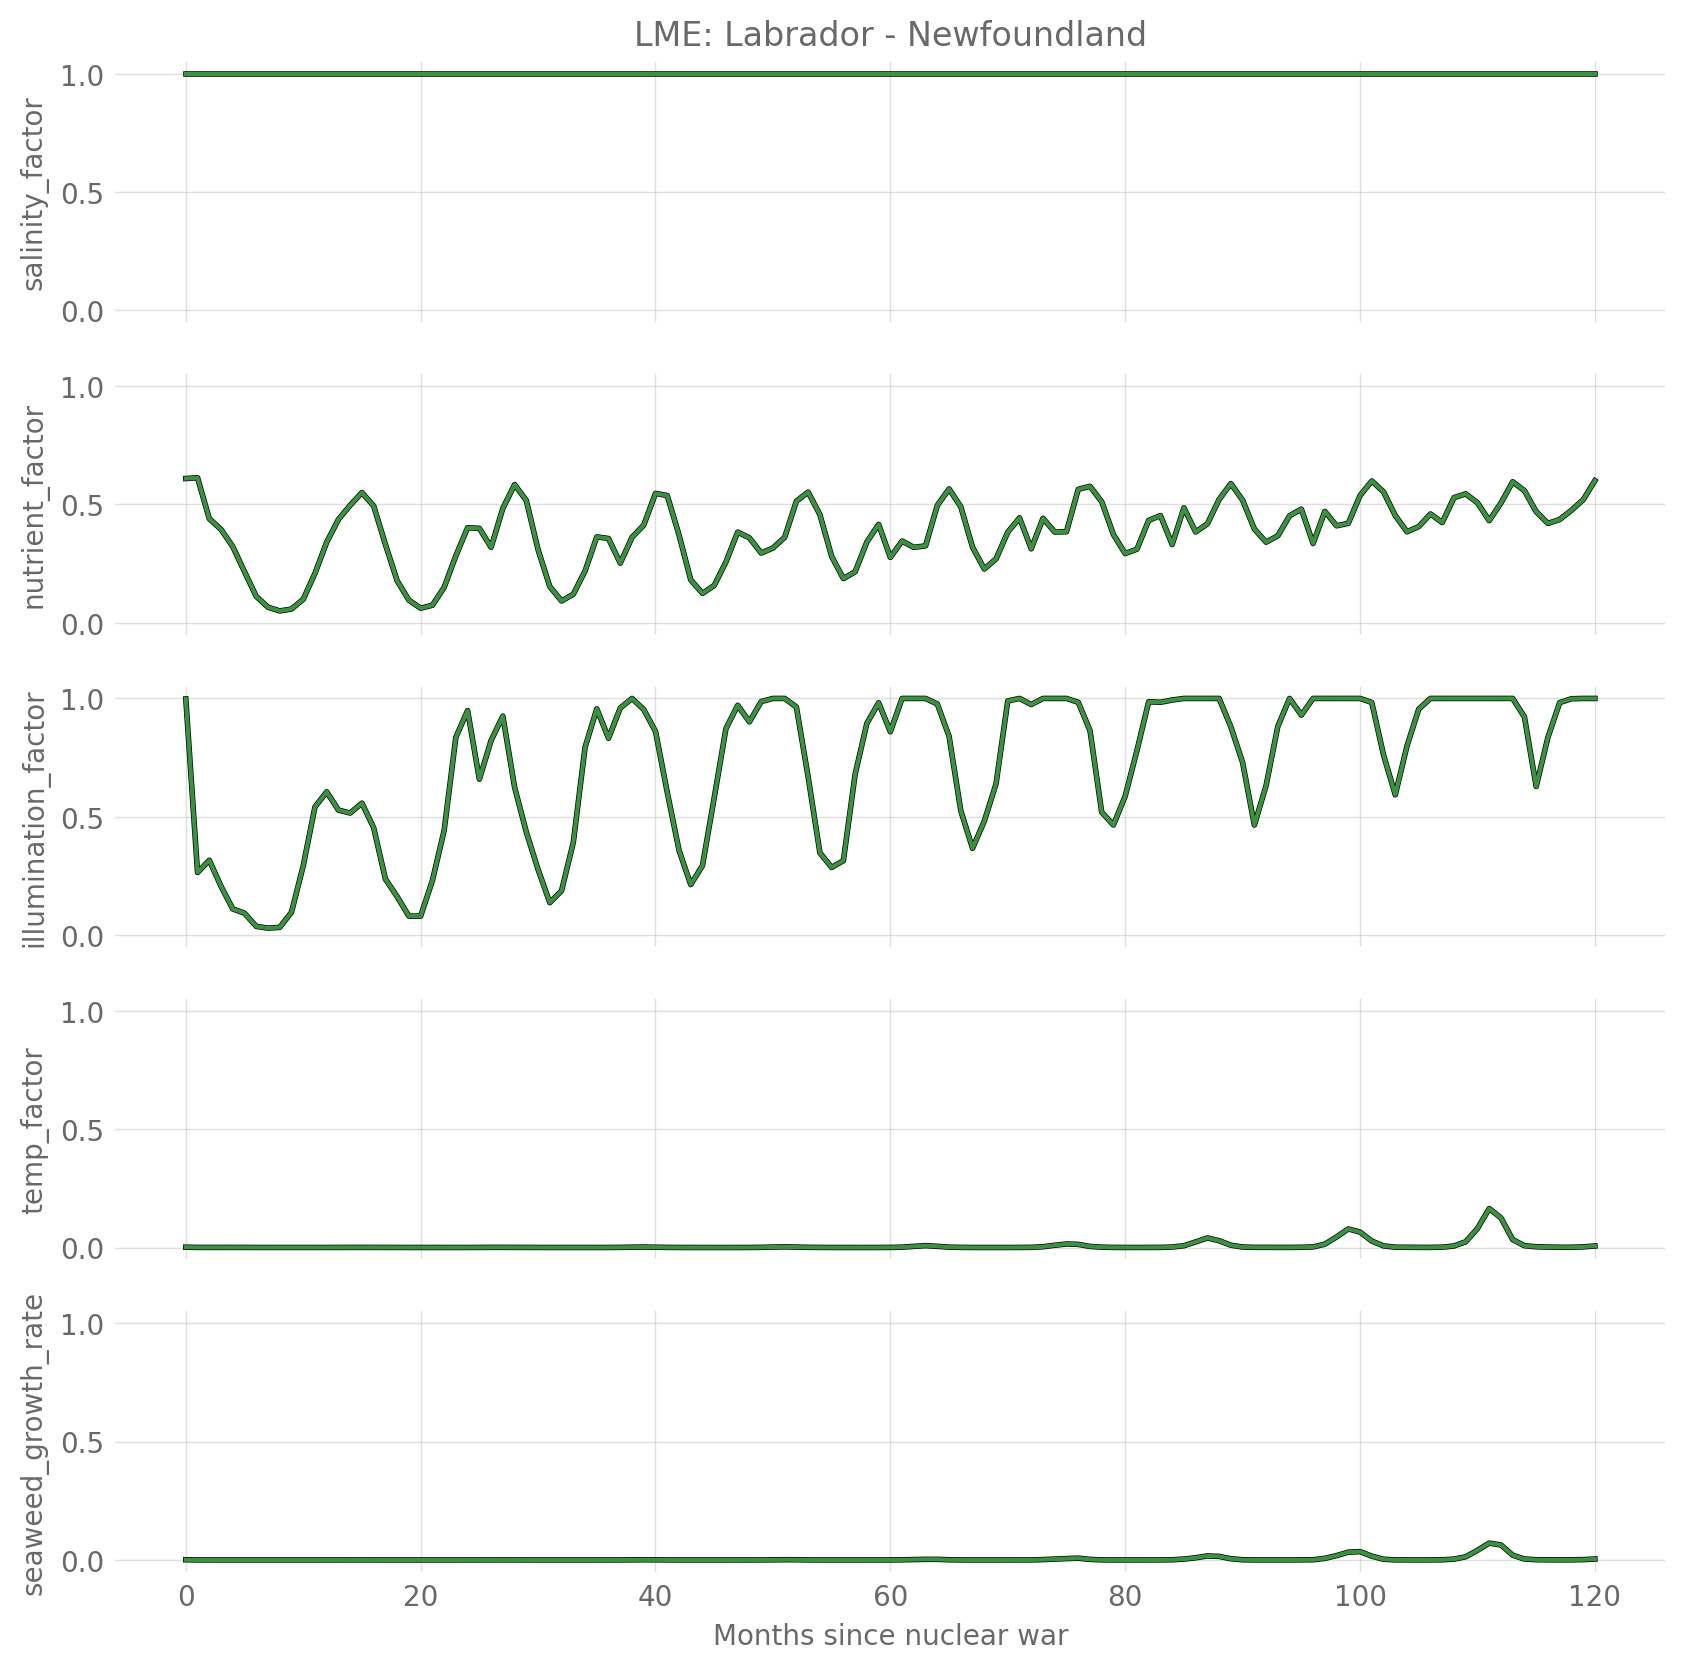 LME: Labrador - Newfoundland
salinity_factor
1.0
0.5
0.0
nutrient_factor
1.0
0.5
0.0
illumination_factor
1.0
0.5
0.0
temp_factor
1.0
0.5
0.0
seaweed_growth_rate
1.0
0.5
0.0
0 20 40 60 80 100 120
Months since nuclear war